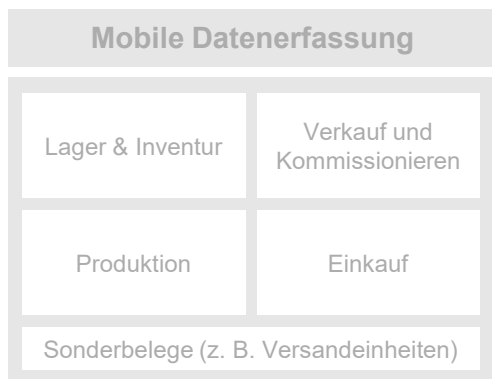 Mobile Datenerfassung
Lager & Inventur
Verkauf und
Kommissionieren
Produktion
Einkauf
Sonderbelege (z. B. Versandeinheiten)